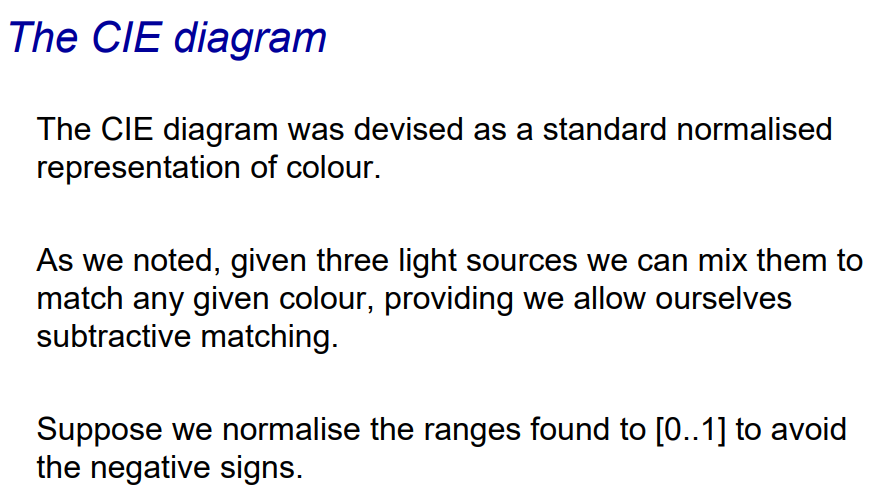 The CIE diagram
The CIE diagram was devised as a standard normalised
representation of colour.
As we noted, given three light sources we can mix them to
match any given colour, providing we allow ourselves
subtractive matching.
Suppose we normalise the ranges found to [0..1] to avoid
the negative signs.